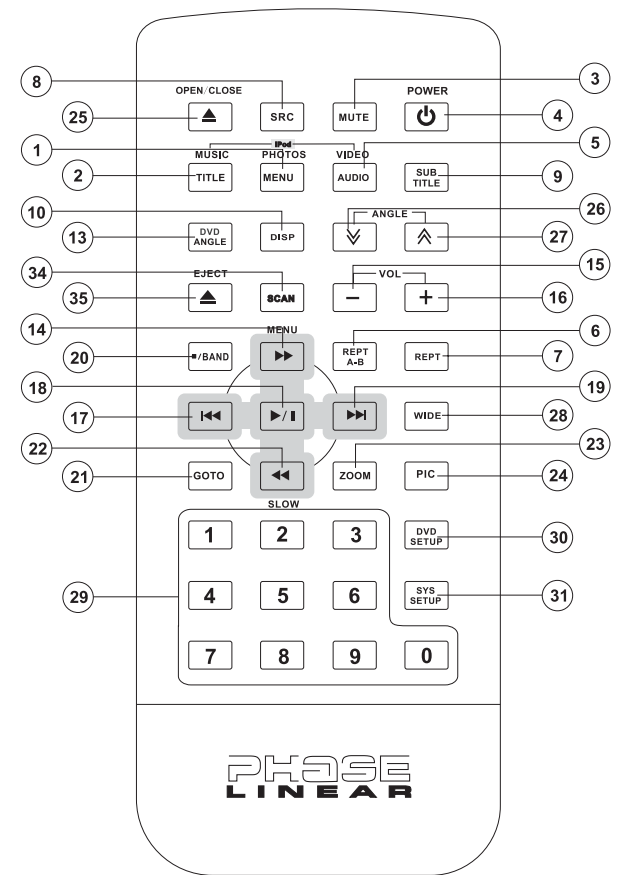 8 3
OPEN/CLOSE POWER
25 SRC MUTE 4
1 iPod 5
MUSIC PHOTOS VIDEO
2 TITLE MENU AUDIO SUB TITLE 9
10 ANGLE 26
13 DVD ANGLE DISP 27
34 EJECT VOL 15
35 SCAN − + 16
14 MENU 6
20 ■/BAND REPT A-B REPT 7
18 19
17 WIDE 28
22 23
21 GOTO ZOOM PIC 24
SLOW
1 2 3 DVD SETUP 30
29 4 5 6 SYS SETUP 31
7 8 9 0
PHASE
LINEAR